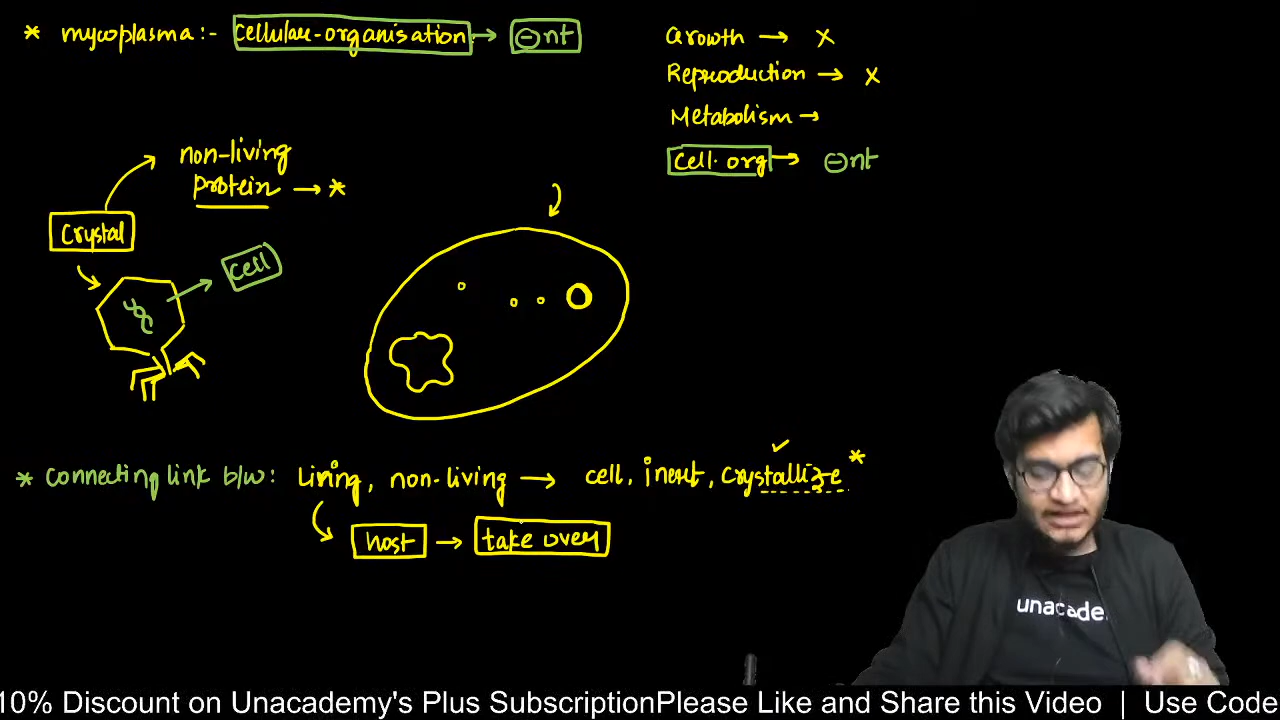 * mycoplasma:- cellular-organisation → ⊖nt
Growth → x
Reproduction → x
Metabolism →
Cell. org → ⊖nt
non-living
protein → *
Crystal
cell
* connecting link b/w: Living, non-living → cell, inert, crystallize *
host → take over
unacade
10% Discount on Unacademy's Plus SubscriptionPlease Like and Share this Video | Use Code